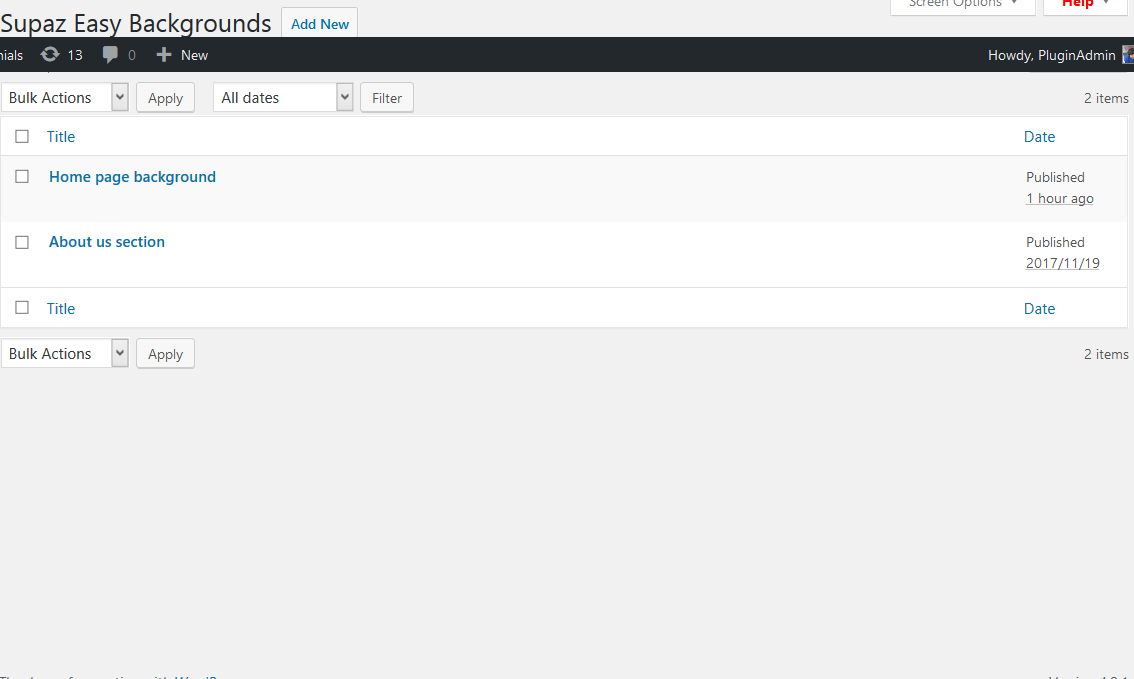 Supaz Easy Backgrounds Add New Screen Options Help
nials 13 0 New Howdy, PluginAdmin
Bulk Actions Apply All dates Filter 2 items
Title Date
Home page background Published
1 hour ago
About us section Published
2017/11/19
Title Date
Bulk Actions Apply 2 items